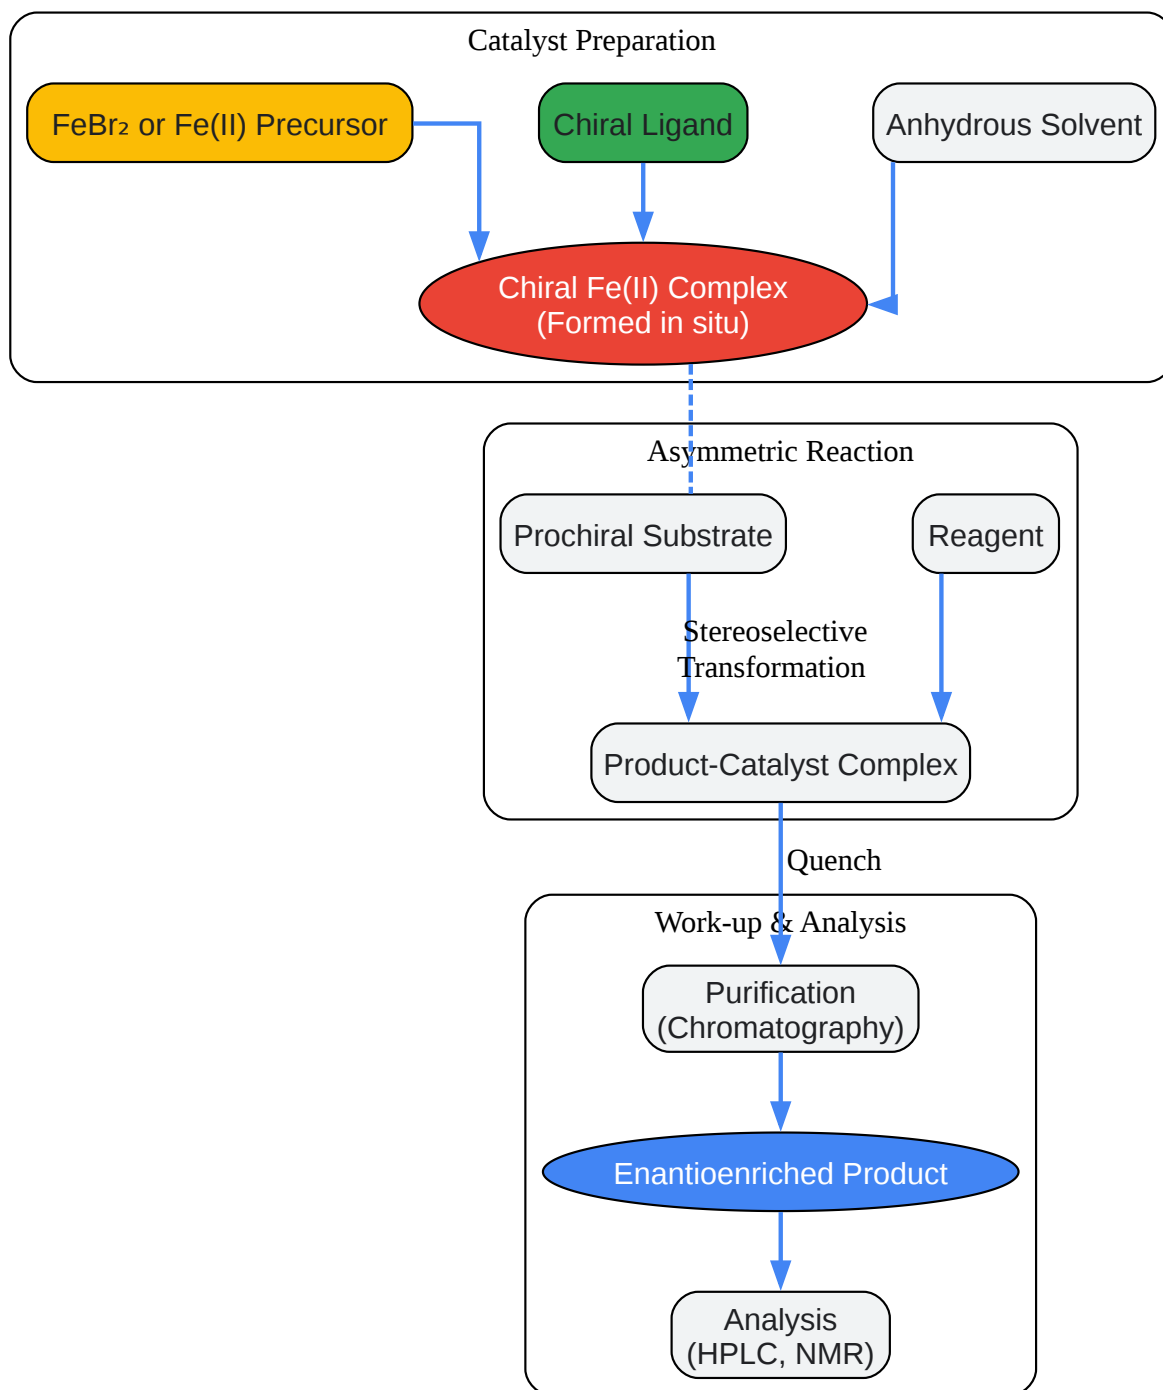 Catalyst Preparation
FeBr₂ or Fe(II) Precursor
Chiral Ligand
Anhydrous Solvent
Chiral Fe(II) Complex
(Formed in situ)
Asymmetric Reaction
Prochiral Substrate
Reagent
Stereoselective
Transformation
Product-Catalyst Complex
Quench
Work-up & Analysis
Purification
(Chromatography)
Enantioenriched Product
Analysis
(HPLC, NMR)